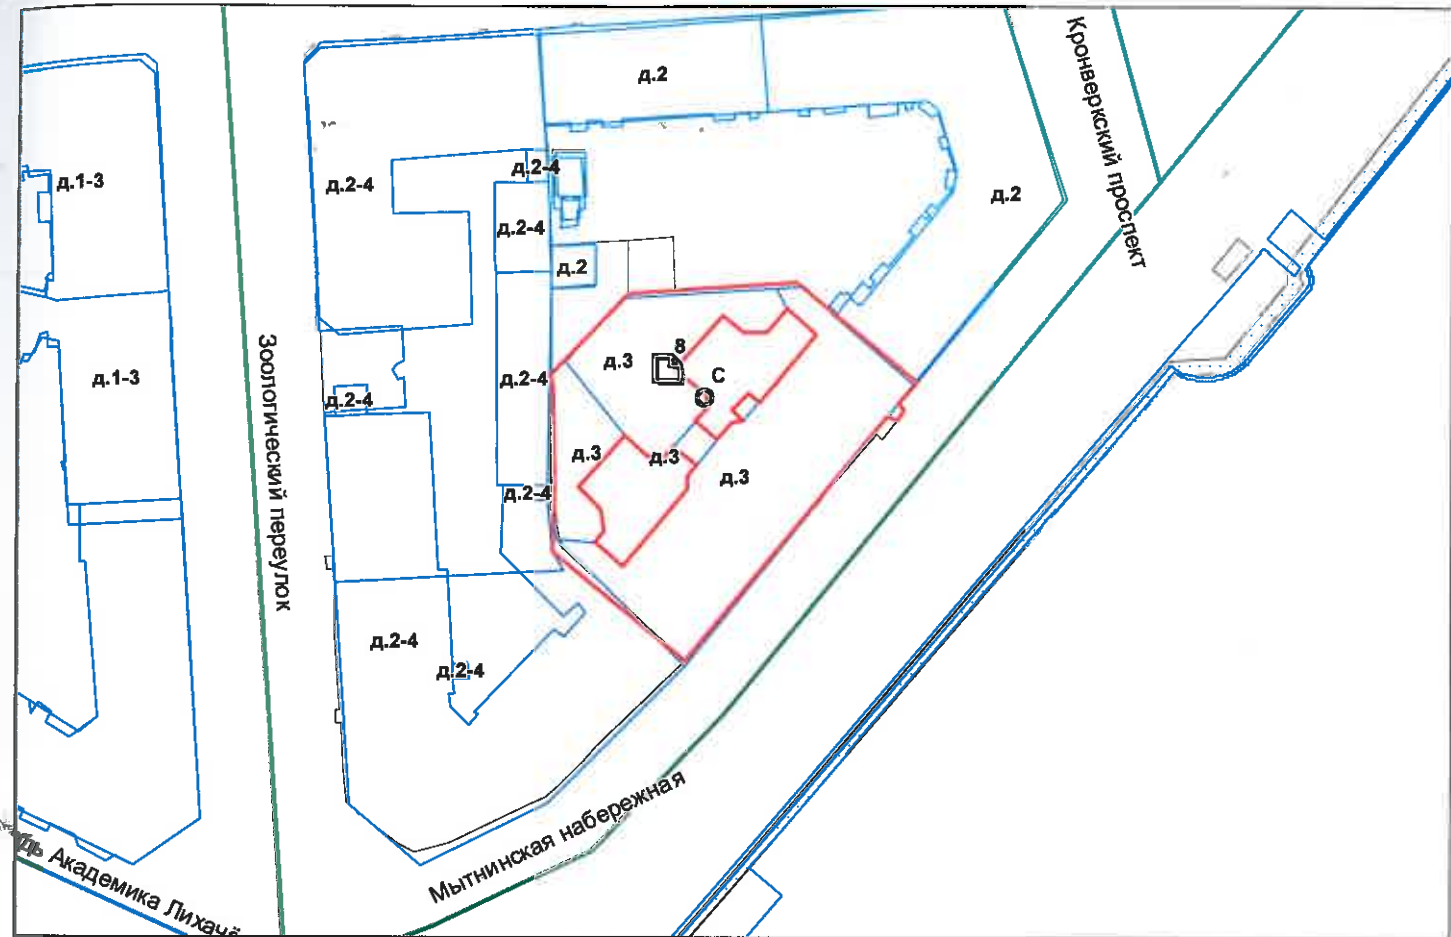 Кронверкский проспект
д.2
д.2-4
д.1-3
д.2-4
д.2
д.2-4
д.2
8
д.3
С
д.1-3
д.2-4
д.2-4
Зоологический переулок
д.3
д.3
д.3
д.2-4
д.2-4
д.2-4
Мытнинская набережная
Академика Лихачё